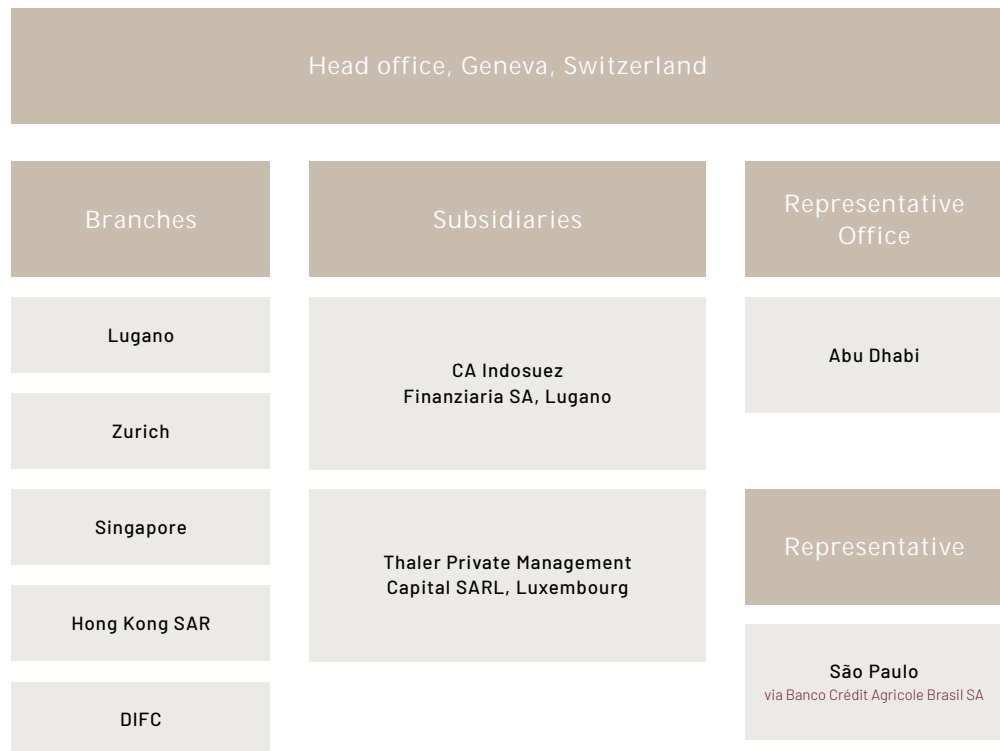 Head office, Geneva, Switzerland
Branches
Lugano
Zurich
Singapore
Hong Kong SAR
DIFC
Subsidiaries
CA Indosuez
Finanziaria SA, Lugano
Thaler Private Management
Capital SARL, Luxembourg
Representative
Office
Abu Dhabi
Representative
São Paulo
via Banco Crédit Agricole Brasil SA